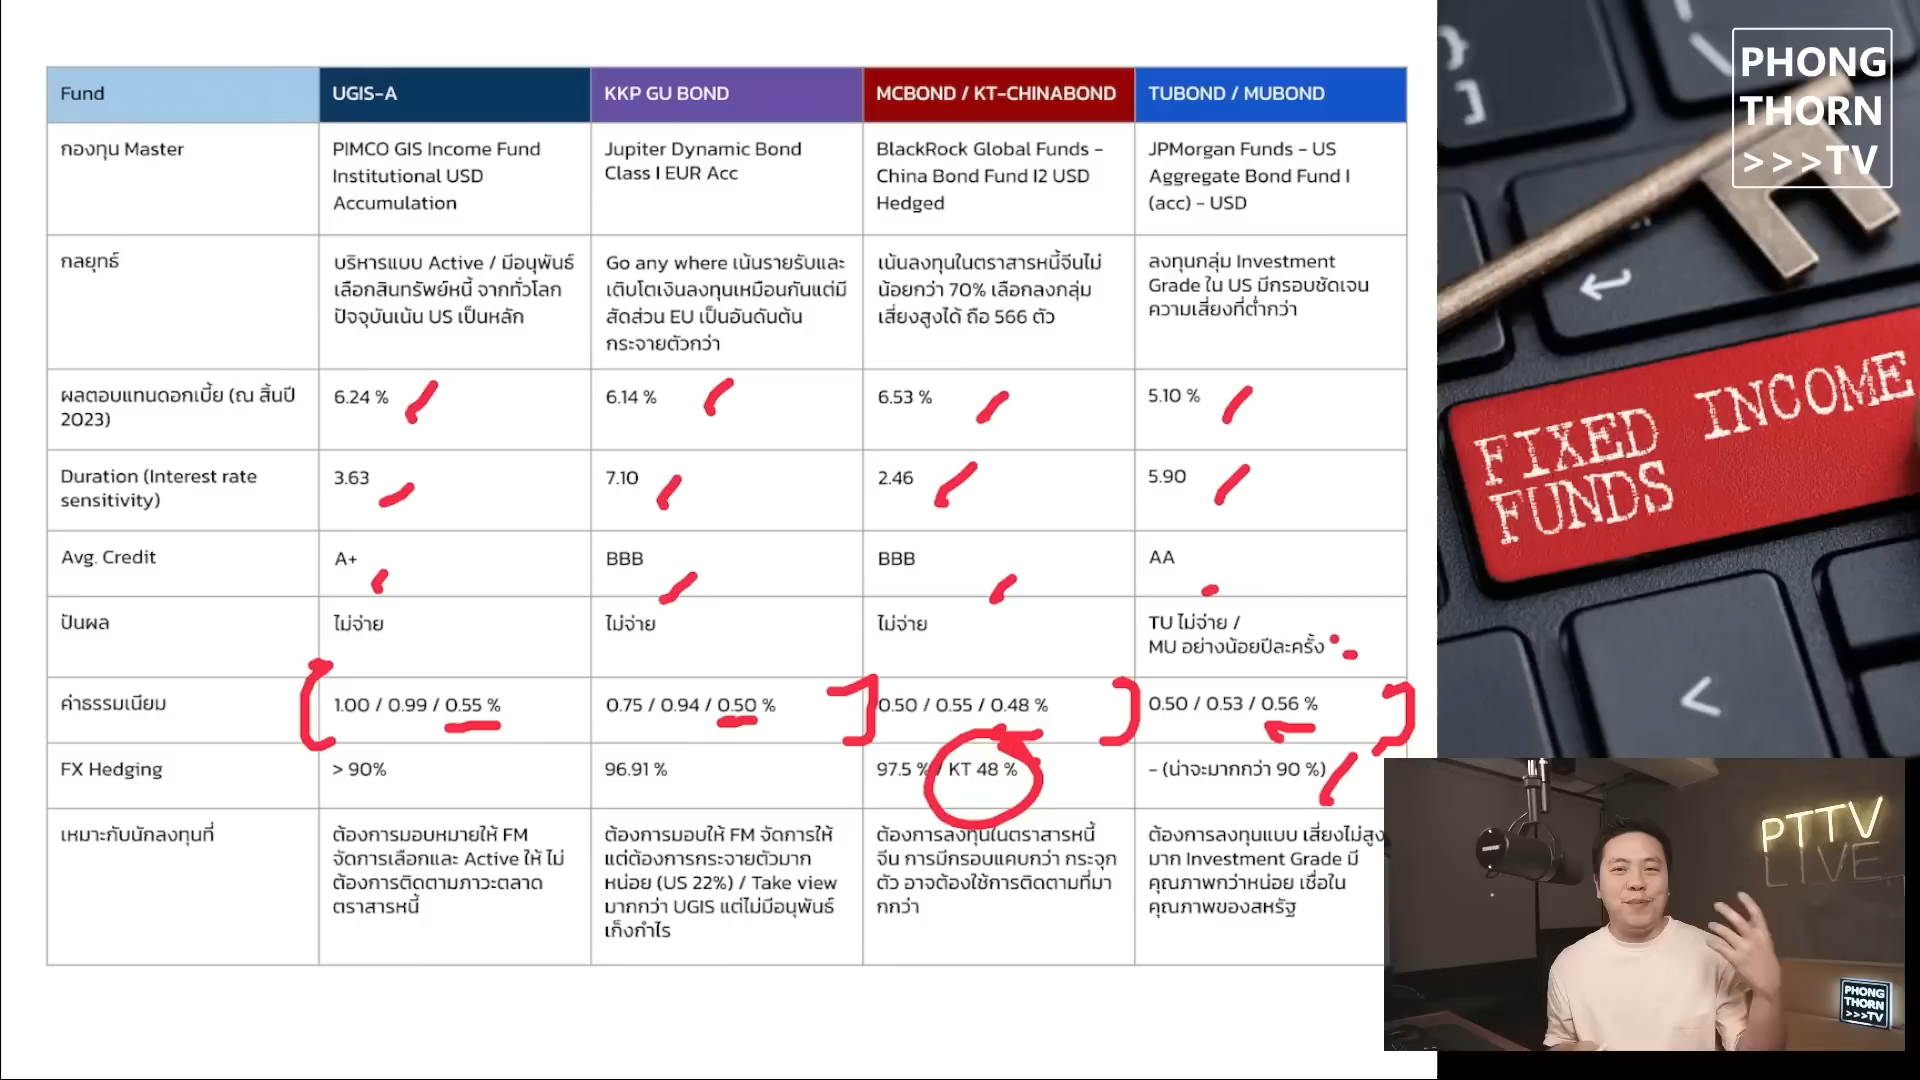 Fund
UGIS-A
KKP GU BOND
MCBOND / KT-CHINABOND
TUBOND / MUBOND
กองทุน Master
PIMCO GIS Income Fund
Institutional USD
Accumulation
Jupiter Dynamic Bond
Class I EUR Acc
BlackRock Global Funds -
China Bond Fund I2 USD
Hedged
JPMorgan Funds - US
Aggregate Bond Fund I
(acc) - USD
กลยุทธ์
บริหารแบบ Active / มีอนุพันธ์
เลือกสินทรัพย์หนี้ จากทั่วโลก
ปัจจุบันเน้น US เป็นหลัก
Go any where เน้นรายรับและ
เติบโตเงินลงทุนเหมือนกันแต่มี
สัดส่วน EU เป็นอันดับต้น
กระจายตัวกว่า
เน้นลงทุนในตราสารหนี้จีนไม่
น้อยกว่า 70% เลือกลงกลุ่ม
เสี่ยงสูงได้ ถือ 566 ตัว
ลงทุนกลุ่ม Investment
Grade ใน US มีกรอบชัดเจน
ความเสี่ยงที่ต่ำกว่า
ผลตอบแทนดอกเบี้ย (ณ สิ้นปี
2023)
6.24 %
6.14 %
6.53 %
5.10 %
Duration (Interest rate
sensitivity)
3.63
7.10
2.46
5.90
Avg. Credit
A+
BBB
BBB
AA
ปันผล
ไม่จ่าย
ไม่จ่าย
ไม่จ่าย
TU ไม่จ่าย /
MU อย่างน้อยปีละครั้ง
ค่าธรรมเนียม
1.00 / 0.99 / 0.55 %
0.75 / 0.94 / 0.50 %
0.50 / 0.55 / 0.48 %
0.50 / 0.53 / 0.56 %
FX Hedging
> 90%
96.91 %
97.5 % / KT 48 %
- (น่าจะมากกว่า 90 %)
เหมาะกับนักลงทุนที่
ต้องการมอบหมายให้ FM
จัดการเลือกและ Active ให้ ไม่
ต้องการติดตามภาวะตลาด
ตราสารหนี้
ต้องการมอบให้ FM จัดการให้
แต่ต้องการกระจายตัวมาก
หน่อย (US 22%) / Take view
มากกว่า UGIS แต่ไม่มีอนุพันธ์
เก็งกำไร
ต้องการลงทุนในตราสารหนี้
จีน การมีกรอบแคบกว่า กระจุก
ตัว อาจต้องใช้การติดตามที่มา
กกว่า
ต้องการลงทุนแบบ เสี่ยงไม่สูง
มาก Investment Grade มี
คุณภาพกว่าหน่อย เชื่อใน
คุณภาพของสหรัฐ
PHONG
THORN
>>>TV
FIXED INCOME
FUNDS
PTTV
LIVE
PHONG
THORN
>>>TV